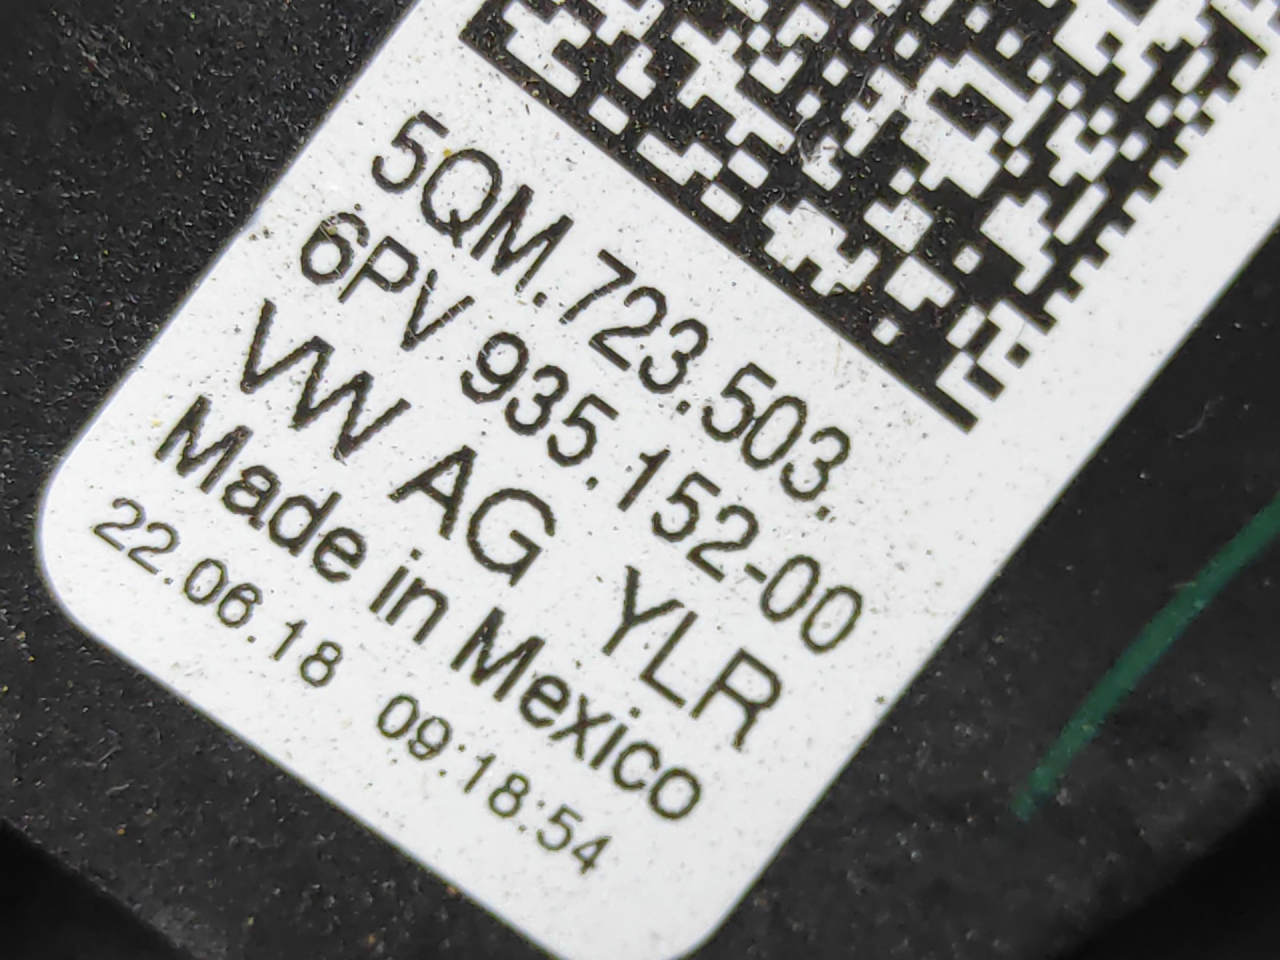 5QM.723.503.
6PV 935.152-00
VW AG YLR
Made in Mexico
22.06.18 09:18:54